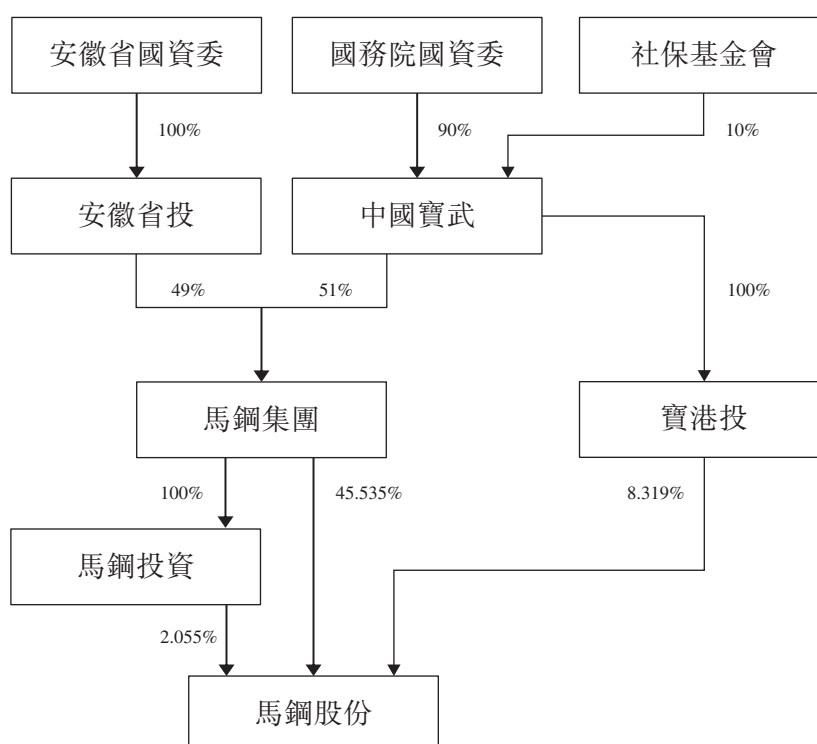 安徽省國資委
國務院國資委
社保基金會
100%
90%
10%
安徽省投
中國寶武
49%
51%
100%
馬鋼集團
寶港投
100%
45.535%
8.319%
馬鋼投資
2.055%
馬鋼股份